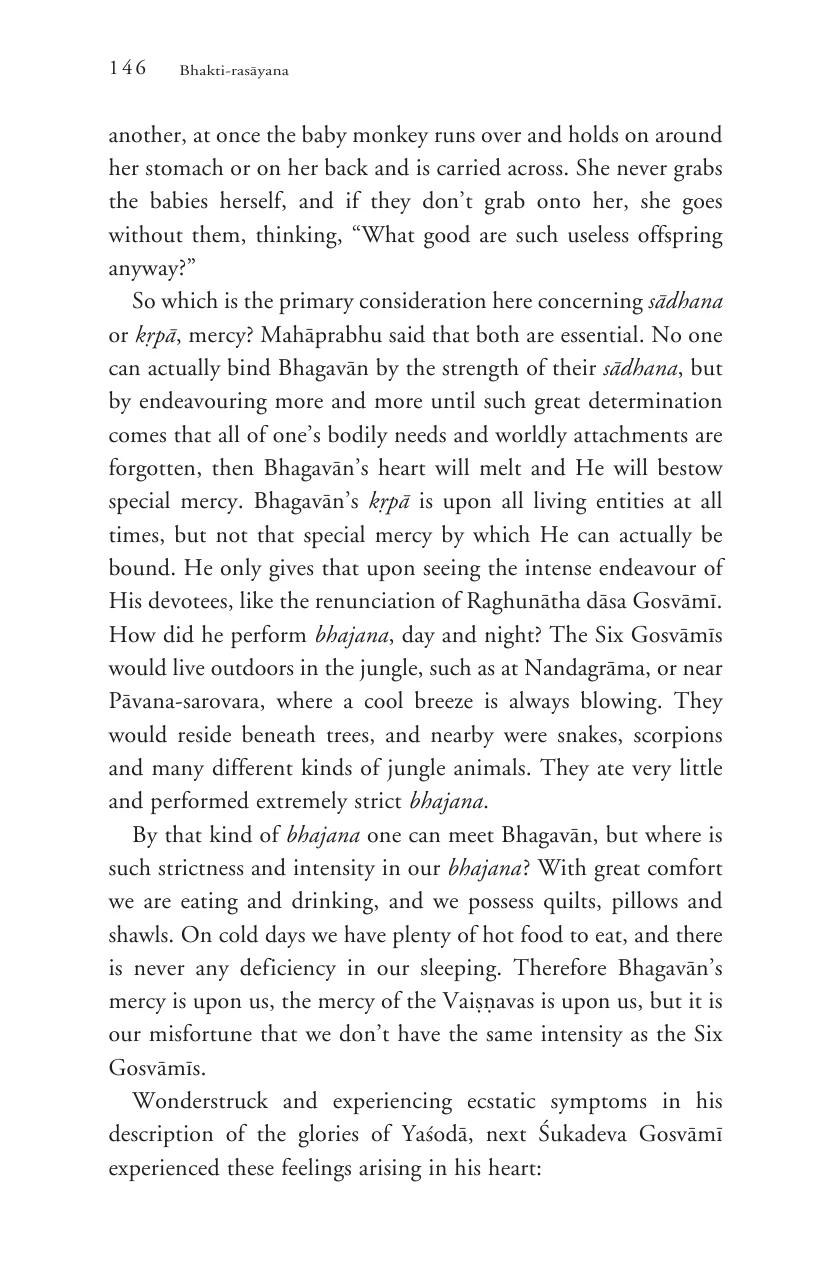 146 Bhakti-rasāyana
another, at once the baby monkey runs over and holds on around
her stomach or on her back and is carried across. She never grabs
the babies herself, and if they don’t grab onto her, she goes
without them, thinking, “What good are such useless offspring
anyway?”
So which is the primary consideration here concerning sādhana
or kṛpā, mercy? Mahāprabhu said that both are essential. No one
can actually bind Bhagavān by the strength of their sādhana, but
by endeavouring more and more until such great determination
comes that all of one’s bodily needs and worldly attachments are
forgotten, then Bhagavān’s heart will melt and He will bestow
special mercy. Bhagavān’s kṛpā is upon all living entities at all
times, but not that special mercy by which He can actually be
bound. He only gives that upon seeing the intense endeavour of
His devotees, like the renunciation of Raghunātha dāsa Gosvāmī.
How did he perform bhajana, day and night? The Six Gosvāmīs
would live outdoors in the jungle, such as at Nandagrāma, or near
Pāvana-sarovara, where a cool breeze is always blowing. They
would reside beneath trees, and nearby were snakes, scorpions
and many different kinds of jungle animals. They ate very little
and performed extremely strict bhajana.
By that kind of bhajana one can meet Bhagavān, but where is
such strictness and intensity in our bhajana? With great comfort
we are eating and drinking, and we possess quilts, pillows and
shawls. On cold days we have plenty of hot food to eat, and there
is never any deficiency in our sleeping. Therefore Bhagavān’s
mercy is upon us, the mercy of the Vaiṣṇavas is upon us, but it is
our misfortune that we don’t have the same intensity as the Six
Gosvāmīs.
Wonderstruck and experiencing ecstatic symptoms in his
description of the glories of Yaśodā, next Śukadeva Gosvāmī
experienced these feelings arising in his heart: